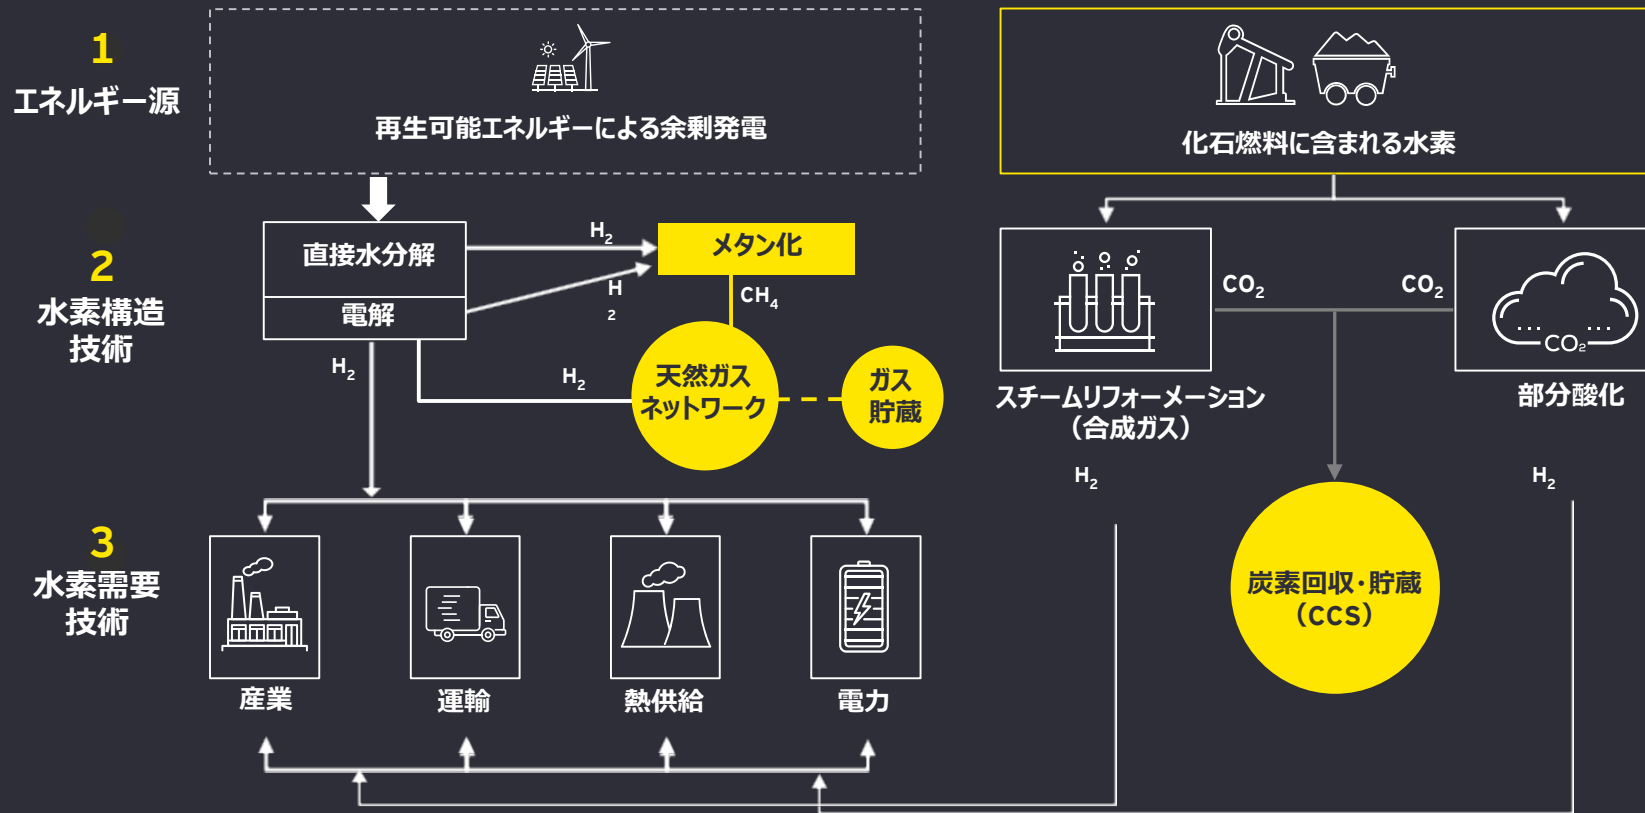 1
エネルギー源
再生可能エネルギーによる余剰発電
化石燃料に含まれる水素
2
水素構造
技術
直接水分解
電解
H₂
H
2
メタン化
CH₄
H₂
H₂
天然ガス
ネットワーク
ガス
貯蔵
CO₂
CO₂
CO₂
スチームリフォーメーション
（合成ガス）
部分酸化
H₂
H₂
炭素回収・貯蔵
（CCS）
3
水素需要
技術
産業
運輸
熱供給
電力